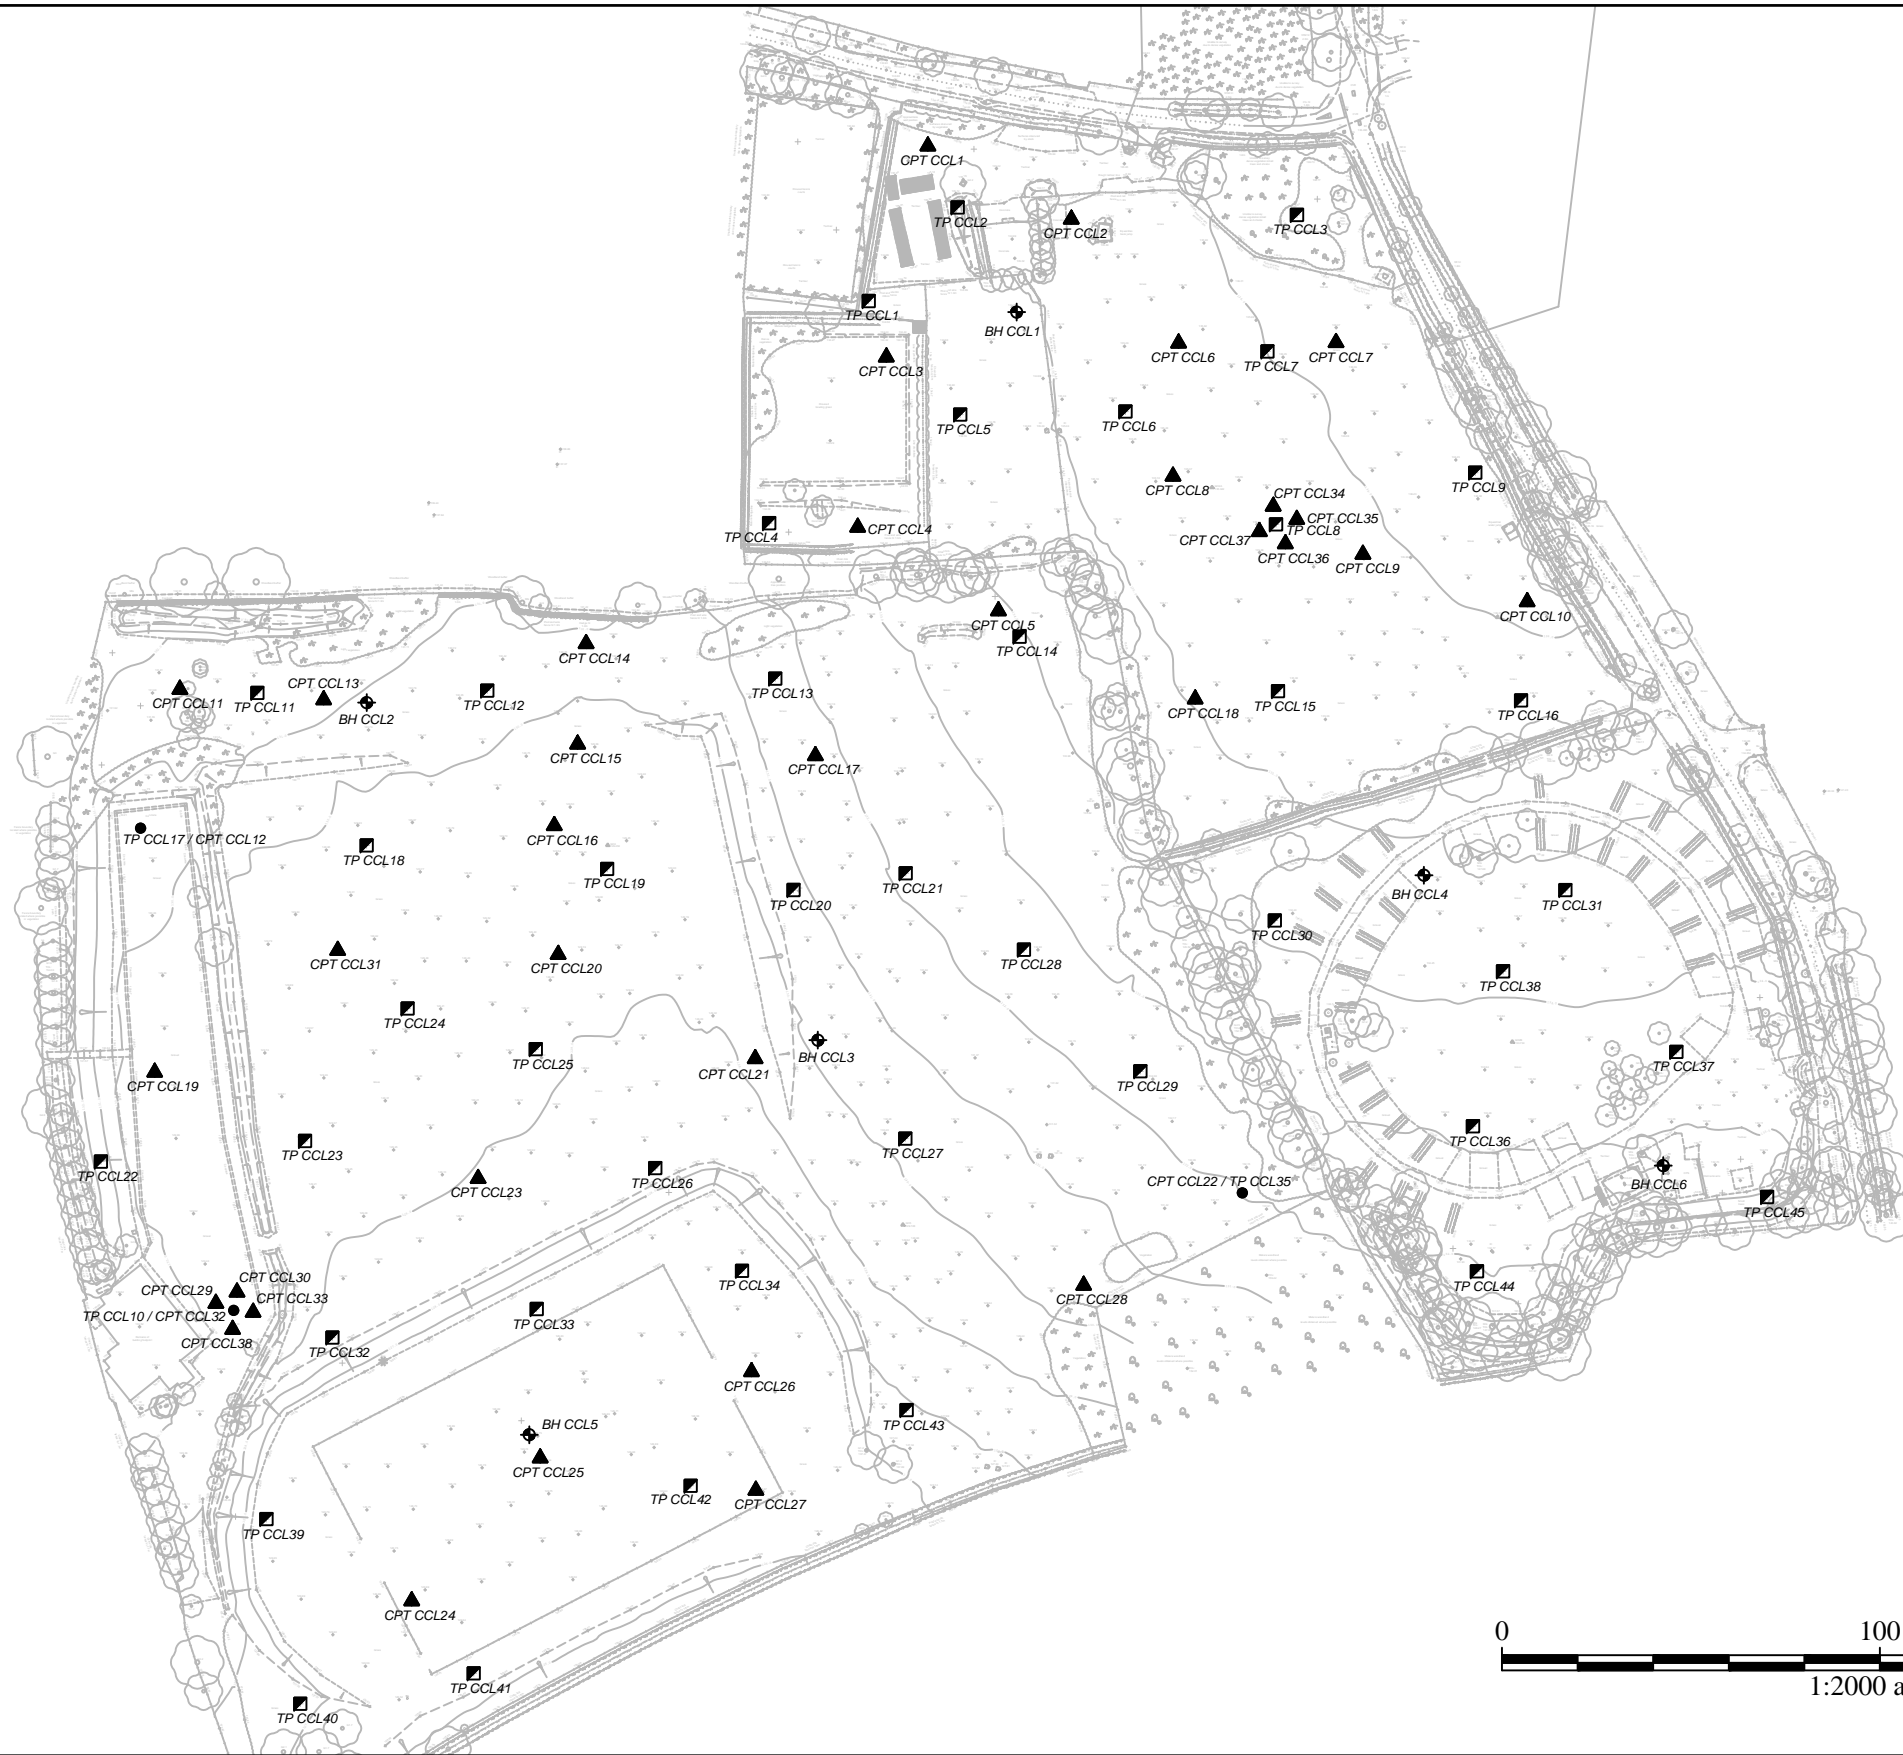 CPT CCL1
TP CCL2
CPT CCL2
TP CCL3
TP CCL1
BH CCL1
CPT CCL3
CPT CCL6
TP CCL7
CPT CCL7
TP CCL5
TP CCL6
CPT CCL8
TP CCL9
CPT CCL34
CPT CCL35
TP CCL8
CPT CCL37
CPT CCL36
CPT CCL9
TP CCL4
CPT CCL4
CPT CCL10
CPT CCL5
TP CCL14
CPT CCL14
TP CCL13
CPT CCL13
CPT CCL11
TP CCL11
BH CCL2
TP CCL12
CPT CCL18
TP CCL15
TP CCL16
CPT CCL15
CPT CCL17
TP CCL17 / CPT CCL12
CPT CCL16
TP CCL18
TP CCL19
TP CCL20
TP CCL21
BH CCL4
TP CCL31
TP CCL30
CPT CCL31
CPT CCL20
TP CCL28
TP CCL38
TP CCL24
TP CCL25
CPT CCL21
BH CCL3
TP CCL37
CPT CCL19
TP CCL29
TP CCL23
TP CCL27
TP CCL36
TP CCL22
CPT CCL23
TP CCL26
CPT CCL22 / TP CCL35
BH CCL6
TP CCL45
CPT CCL30
CPT CCL29
CPT CCL33
TP CCL10 / CPT CCL32
CPT CCL38
TP CCL34
CPT CCL28
TP CCL44
TP CCL33
TP CCL32
CPT CCL26
BH CCL5
TP CCL43
CPT CCL25
TP CCL42
CPT CCL27
TP CCL39
CPT CCL24
TP CCL41
TP CCL40
0 100
1:2000 a